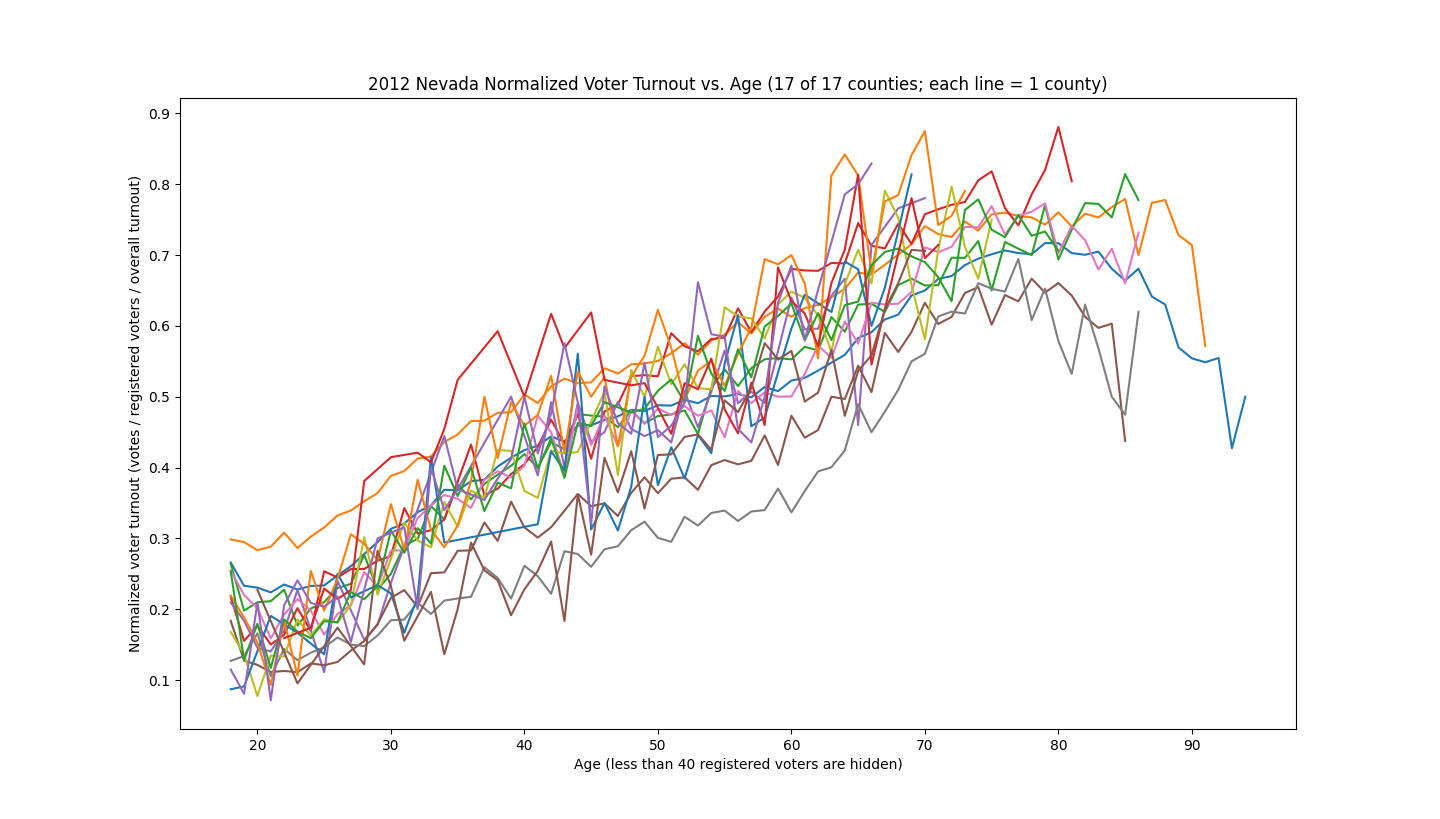 2012 Nevada Normalized Voter Turnout vs. Age (17 of 17 counties; each line = 1 county)
Normalized voter turnout (votes / registered voters / overall turnout)
0.9
0.8
0.7
0.6
0.5
0.4
0.3
0.2
0.1
20 30 40 50 60 70 80 90
Age (less than 40 registered voters are hidden)